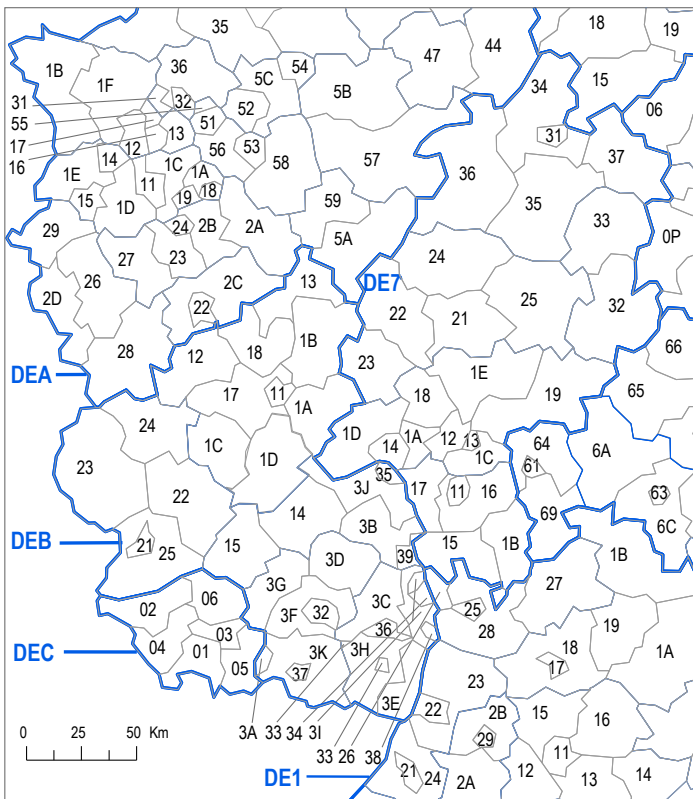 35
18
19
44
47
54
36
5C
1B
1F
5B
34
15
31
32
52
06
55
51
31
17
13
12
53
56
37
16
14
1C
58
57
1E
1A
36
11
18
15
19
35
1D
59
33
24
2B
2A
29
5A
0P
27
23
24
26
2C
13
DE7
2D
25
22
22
21
32
28
12
18
1B
66
23
DEA
1E
17
11
18
19
65
1A
24
1D
1A
12
13
64
6A
14
1C
23
1C
1D
61
35
3J
17
11
16
63
22
14
69
6C
3B
21
25
15
39
15
1B
1B
DEB
3D
27
3G
06
02
3C
25
3F
32
28
03
36
19
18
04
01
3H
1A
DEC
3K
17
05
37
23
3E
22
2B
15
16
3A
33
34
3I
33
26
38
29
0 25 50 Km
11
21
24
2A
12
13
14
DE1